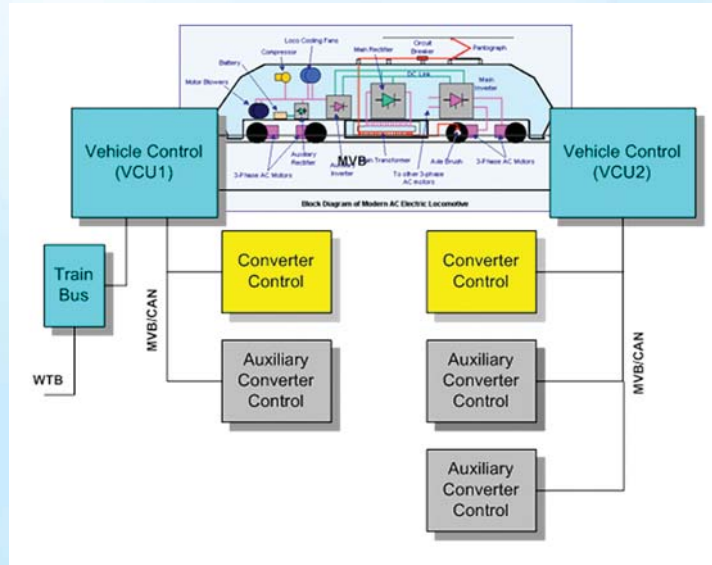 Loco Cooling Fans
Compressor
Battery
Motor Blowers
Main Rectifier
Circuit
Breaker
Pantograph
DC Link
Main
Inverter
Vehicle Control
(VCU1)
3-Phase AC Motors
Auxiliary
Rectifier
Inverter
MVB
Transformer
To other 3-phase
AC motors
Axle Brush
3-Phase AC Motors
Vehicle Control
(VCU2)
Block Diagram of Modern AC Electric Locomotive
Train
Bus
WTB
MVB/CAN
Converter
Control
Auxiliary
Converter
Control
Converter
Control
Auxiliary
Converter
Control
Auxiliary
Converter
Control
MVB/CAN